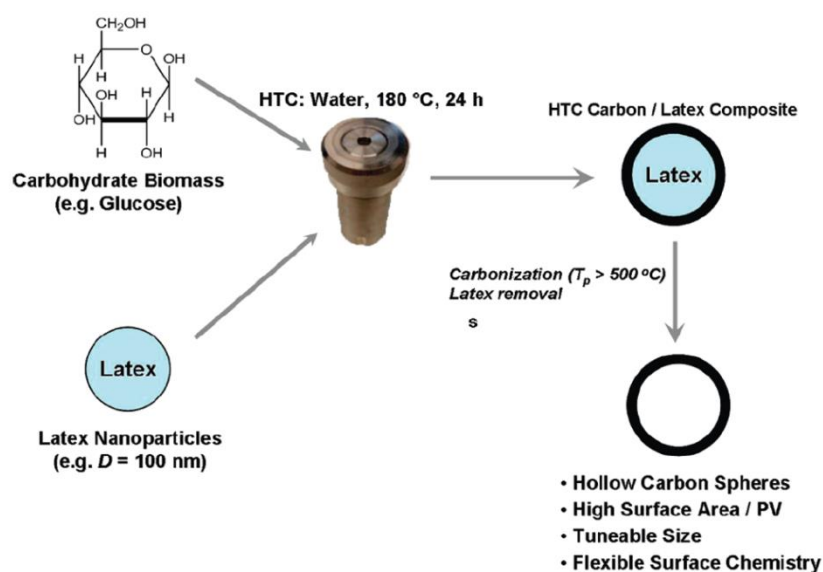 CH₂OH
O
H
OH
H
H
OH
OH
H
H
H
OH
Carbohydrate Biomass
(e.g. Glucose)
HTC: Water, 180 °C, 24 h
HTC Carbon / Latex Composite
Latex
Carbonization (Tₚ > 500 °C)
Latex removal
s
Latex
Latex Nanoparticles
(e.g. D = 100 nm)
• Hollow Carbon Spheres
• High Surface Area / PV
• Tuneable Size
• Flexible Surface Chemistry